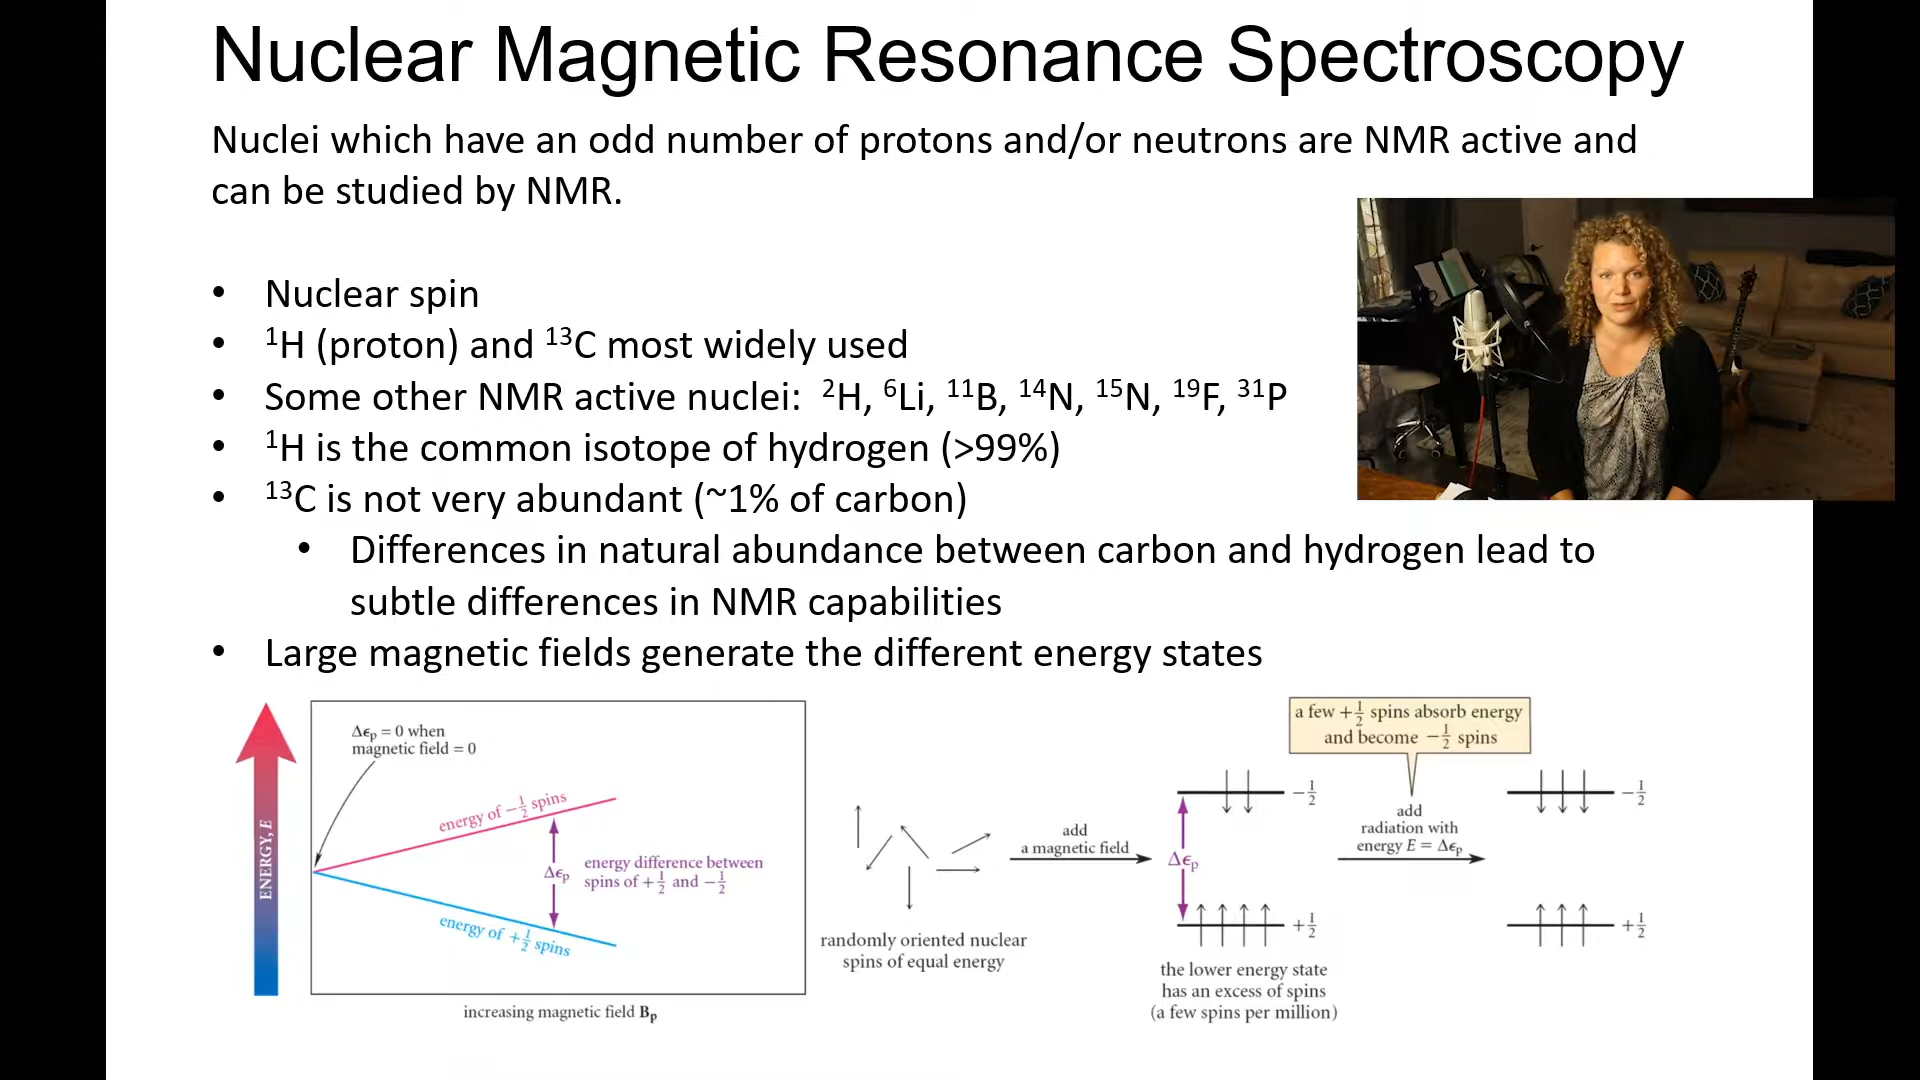 Nuclear Magnetic Resonance Spectroscopy
Nuclei which have an odd number of protons and/or neutrons are NMR active and
can be studied by NMR.
• Nuclear spin
• ¹H (proton) and ¹³C most widely used
• Some other NMR active nuclei: ²H, ⁶Li, ¹¹B, ¹⁴N, ¹⁵N, ¹⁹F, ³¹P
• ¹H is the common isotope of hydrogen (>99%)
• ¹³C is not very abundant (~1% of carbon)
• Differences in natural abundance between carbon and hydrogen lead to
subtle differences in NMR capabilities
• Large magnetic fields generate the different energy states
ENERGY, E
Δϵₚ = 0 when
magnetic field = 0
energy of −½ spins
Δϵₚ
energy difference between
spins of +½ and −½
energy of +½ spins
increasing magnetic field Bₚ
randomly oriented nuclear
spins of equal energy
add
a magnetic field
−½
Δϵₚ
+½
the lower energy state
has an excess of spins
(a few spins per million)
a few +½ spins absorb energy
and become −½ spins
add
radiation with
energy E = Δϵₚ
−½
+½